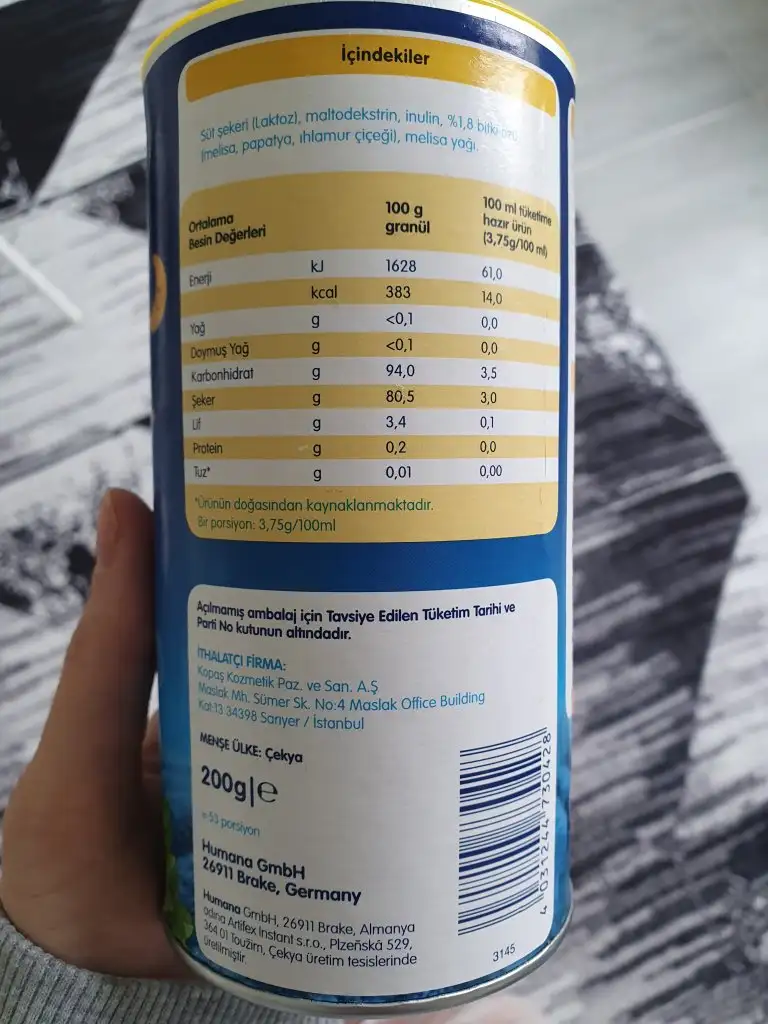 İçindekiler
Süt şekeri (Laktoz), maltodekstrin, inulin, %1,8 bitki özü
(melisa, papatya, ıhlamur çiçeği), melisa yağı.
Ortalama Besin Değerleri 100 g granül 100 ml tüketime hazır ürün (3,75g/100 ml)
Enerji kJ 1628 61,0
kcal 383 14,0
Yağ g <0,1 0,0
Doymuş Yağ g <0,1 0,0
Karbonhidrat g 94,0 3,5
Şeker g 80,5 3,0
Lif g 3,4 0,1
Protein g 0,2 0,0
Tuz* g 0,01 0,00
*Ürünün doğasından kaynaklanmaktadır.
Bir porsiyon: 3,75g/100ml
Açılmamış ambalaj için Tavsiye Edilen Tüketim Tarihi ve
Parti No kutunun altındadır.
İTHALATÇI FİRMA:
Kopaş Kozmetik Paz. ve San. A.Ş
Maslak Mh. Sümer Sk. No:4 Maslak Office Building
Kat:13 34398 Sarıyer / İstanbul
MENŞE ÜLKE: Çekya
200g|e
= 53 porsiyon
Humana GmbH
26911 Brake, Germany
Humana GmbH, 26911 Brake, Almanya
adına Artifex Instant s.r.o., Plzeňská 529,
364 01 Toužim, Çekya üretim tesislerinde
üretilmiştir.
4 031244 730428
3145